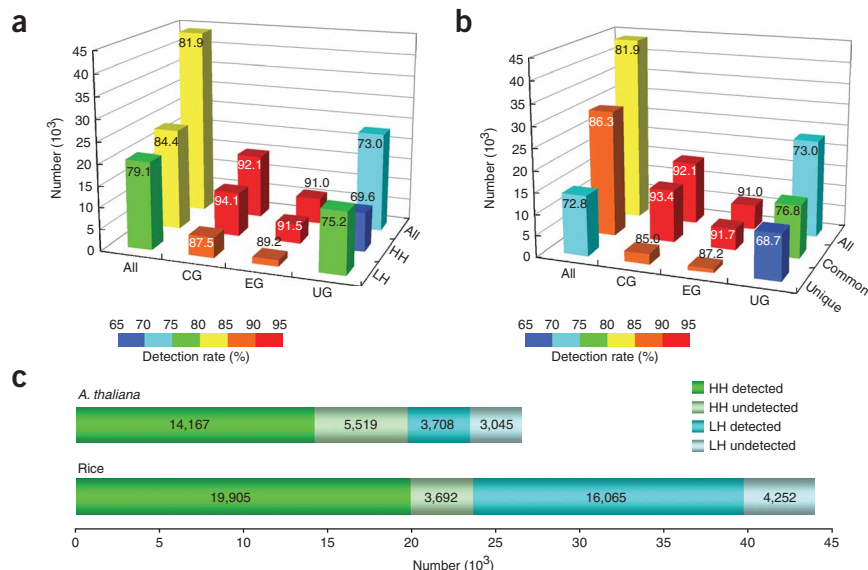 a
Number (10³)
45
40
35
30
25
20
15
10
5
0
81.9
84.4
79.1
92.1
94.1
87.5
91.0
91.5
89.2
73.0
69.6
75.2
All
CG
EG
UG
All
HH
LH
65 70 75 80 85 90 95
Detection rate (%)
b
Number (10³)
45
40
35
30
25
20
15
10
5
0
81.9
86.3
72.8
92.1
93.4
85.0
91.0
91.7
87.2
73.0
76.8
68.7
All
CG
EG
UG
All
Common
Unique
65 70 75 80 85 90 95
Detection rate (%)
c
A. thaliana
14,167 5,519 3,708 3,045
Rice
19,905 3,692 16,065 4,252
HH detected
HH undetected
LH detected
LH undetected
0 5 10 15 20 25 30 35 40 45
Number (10³)